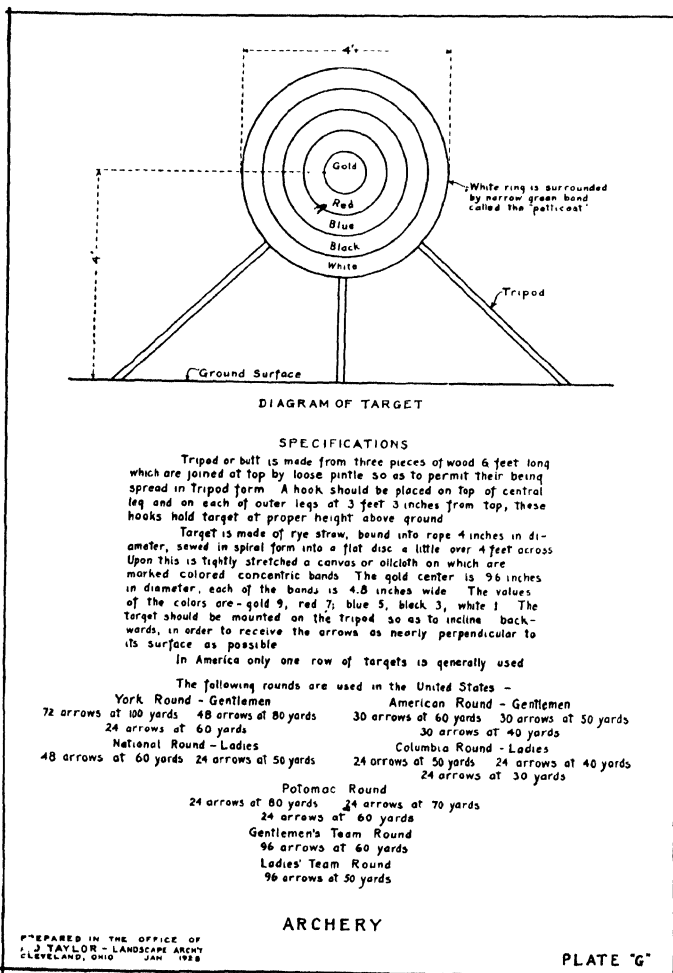 4'+
Gold
Red
Blue
Black
White
White ring is surrounded
by narrow green band
called the "petticoat"
4'
Tripod
Ground Surface
DIAGRAM OF TARGET
SPECIFICATIONS
Tripod or butt is made from three pieces of wood 6 feet long
which are joined at top by loose pintle so as to permit their being
spread in Tripod form A hook should be placed on top of central
leg and on each of outer legs at 3 feet 3 inches from top, these
hooks hold target at proper height above ground
Target is made of rye straw, bound into rope 4 inches in di-
ameter, sewed in spiral form into a flat disc a little over 4 feet across
Upon this is tightly stretched a canvas or oilcloth on which are
marked colored concentric bands The gold center is 96 inches
in diameter, each of the bands is 4.8 inches wide The values
of the colors are - gold 9, red 7; blue 5, black 3, white 1 The
target should be mounted on the tripod so as to incline back-
wards, in order to receive the arrows as nearly perpendicular to
its surface as possible
In America only one row of targets is generally used
The following rounds are used in the United States -
York Round - Gentlemen
72 arrows at 100 yards 48 arrows at 80 yards
24 arrows at 60 yards
American Round - Gentlemen
30 arrows at 60 yards 30 arrows at 50 yards
30 arrows at 40 yards
National Round - Ladies
48 arrows at 60 yards 24 arrows at 50 yards
Columbia Round - Ladies
24 arrows at 50 yards 24 arrows at 40 yards
24 arrows at 30 yards
Potomac Round
24 arrows at 80 yards 24 arrows at 70 yards
24 arrows at 60 yards
Gentlemen's Team Round
96 arrows at 60 yards
Ladies' Team Round
96 arrows at 50 yards
ARCHERY
PREPARED IN THE OFFICE OF
J TAYLOR - LANDSCAPE ARCH'T
CLEVELAND, OHIO JAN 1928
PLATE "G"